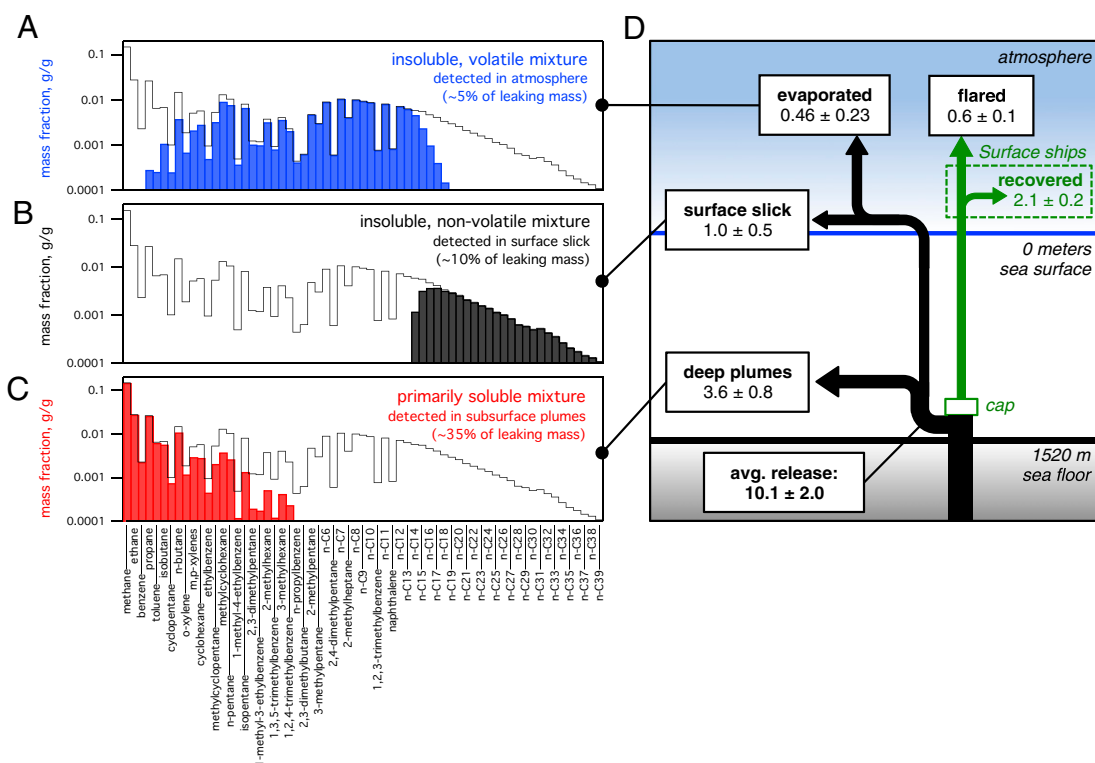 A
mass fraction, g/g
0.1
0.01
0.001
0.0001
insoluble, volatile mixture
detected in atmosphere
(~5% of leaking mass)
B
mass fraction, g/g
0.1
0.01
0.001
0.0001
insoluble, non-volatile mixture
detected in surface slick
(~10% of leaking mass)
C
mass fraction, g/g
0.1
0.01
0.001
0.0001
primarily soluble mixture
detected in subsurface plumes
(~35% of leaking mass)
methane
ethane
benzene
propane
toluene
isobutane
cyclopentane
n-butane
o-xylene
m,p-xylenes
cyclohexane
ethylbenzene
methylcyclopentane
methylcyclohexane
n-pentane
1-methyl-4-ethylbenzene
isopentane
2,3-dimethylpentane
1-methyl-3-ethylbenzene
2-methylhexane
1,3,5-trimethylbenzene
3-methylhexane
1,2,4-trimethylbenzene
n-propylbenzene
2,3-dimethylbutane
2-methylpentane
3-methylpentane
n-C6
2,4-dimethylpentane
n-C7
2-methylheptane
n-C8
n-C9
n-C10
1,2,3-trimethylbenzene
n-C11
naphthalene
n-C12
n-C13
n-C14
n-C15
n-C16
n-C17
n-C18
n-C19
n-C20
n-C21
n-C22
n-C23
n-C24
n-C25
n-C26
n-C27
n-C28
n-C29
n-C30
n-C31
n-C32
n-C33
n-C34
n-C35
n-C36
n-C37
n-C38
n-C39
D
atmosphere
evaporated
0.46 ± 0.23
flared
0.6 ± 0.1
Surface ships
recovered
2.1 ± 0.2
surface slick
1.0 ± 0.5
0 meters
sea surface
deep plumes
3.6 ± 0.8
cap
avg. release:
10.1 ± 2.0
1520 m
sea floor